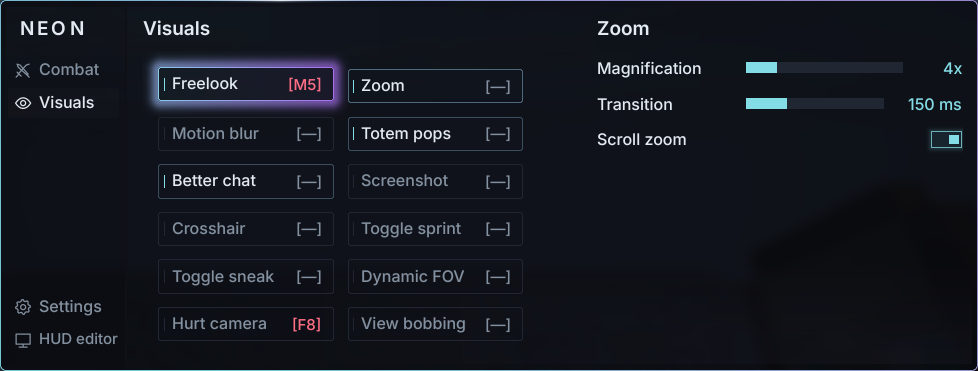 NEON
Combat
Visuals
Settings
HUD editor
Visuals
Freelook [M5]
Zoom [—]
Motion blur [—]
Totem pops [—]
Better chat [—]
Screenshot [—]
Crosshair [—]
Toggle sprint [—]
Toggle sneak [—]
Dynamic FOV [—]
Hurt camera [F8]
View bobbing [—]
Zoom
Magnification 4x
Transition 150 ms
Scroll zoom